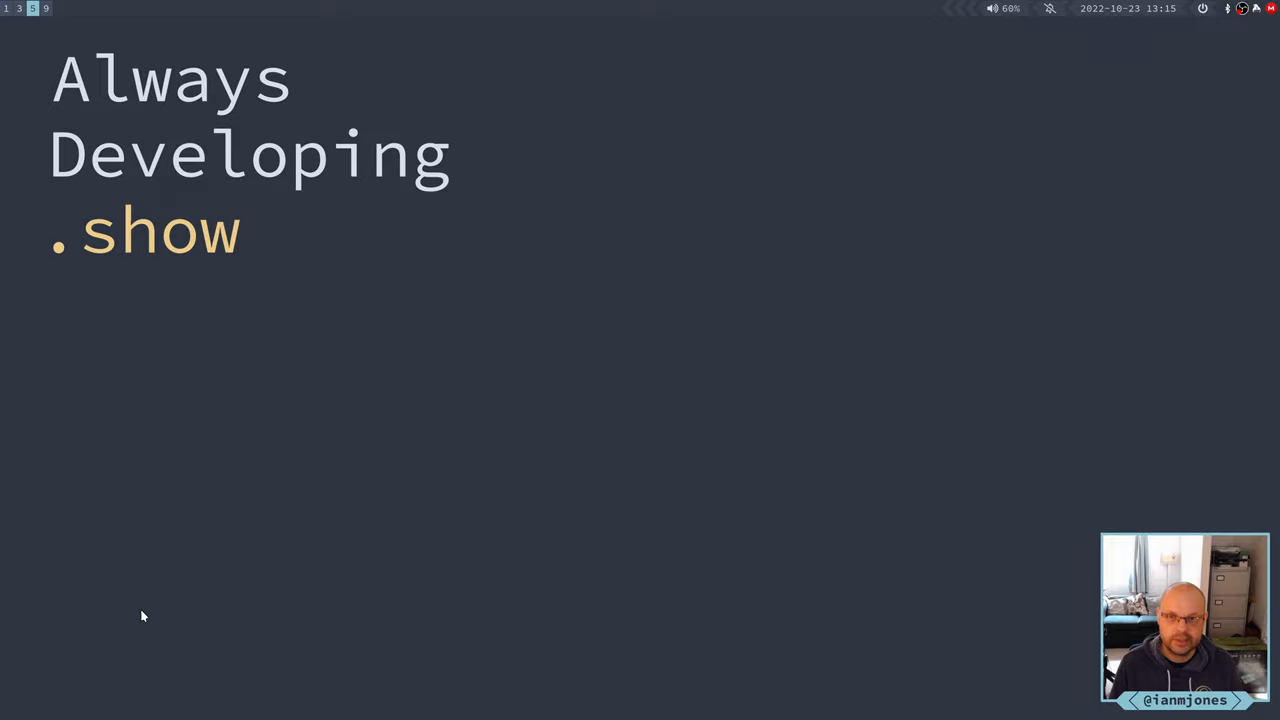 1 3 5 9
60%
2022-10-23 13:15
M
Always
Developing
.show
@ianmjones